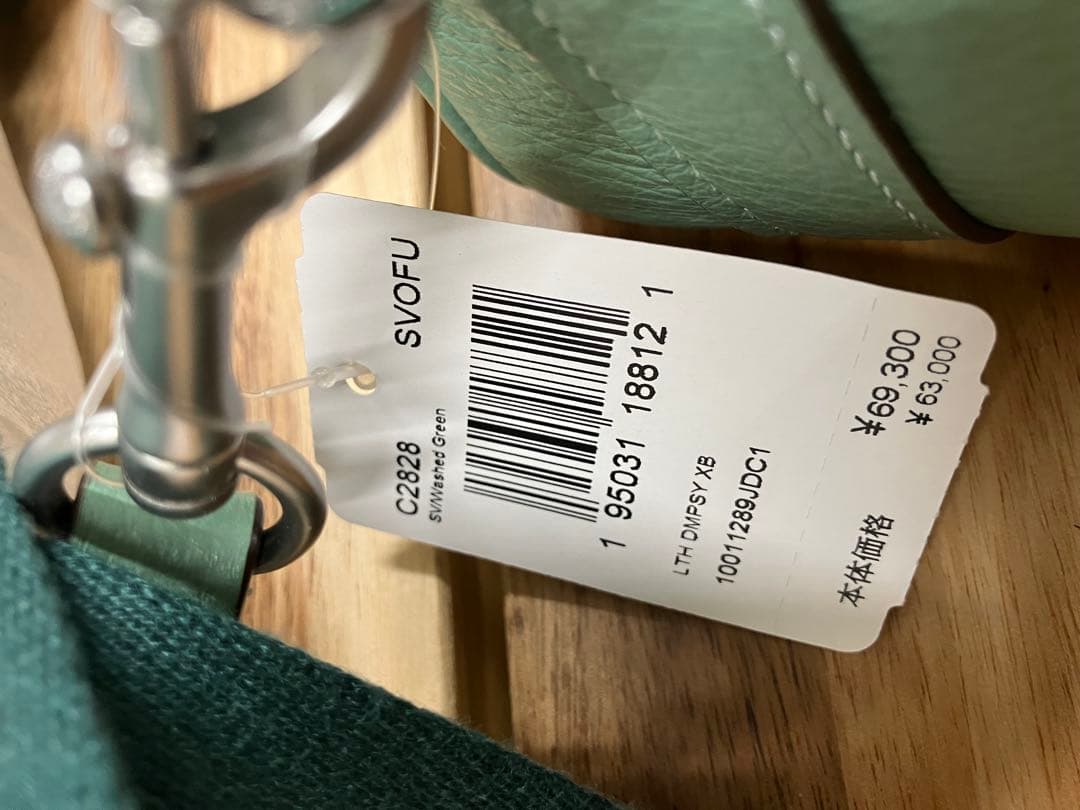 C2828 SVOFU
SV/Washed Green
1 95031 18812 1
LTH DMPSY XB
10011289JDC1
¥69,300
本体価格 ¥ 63,000